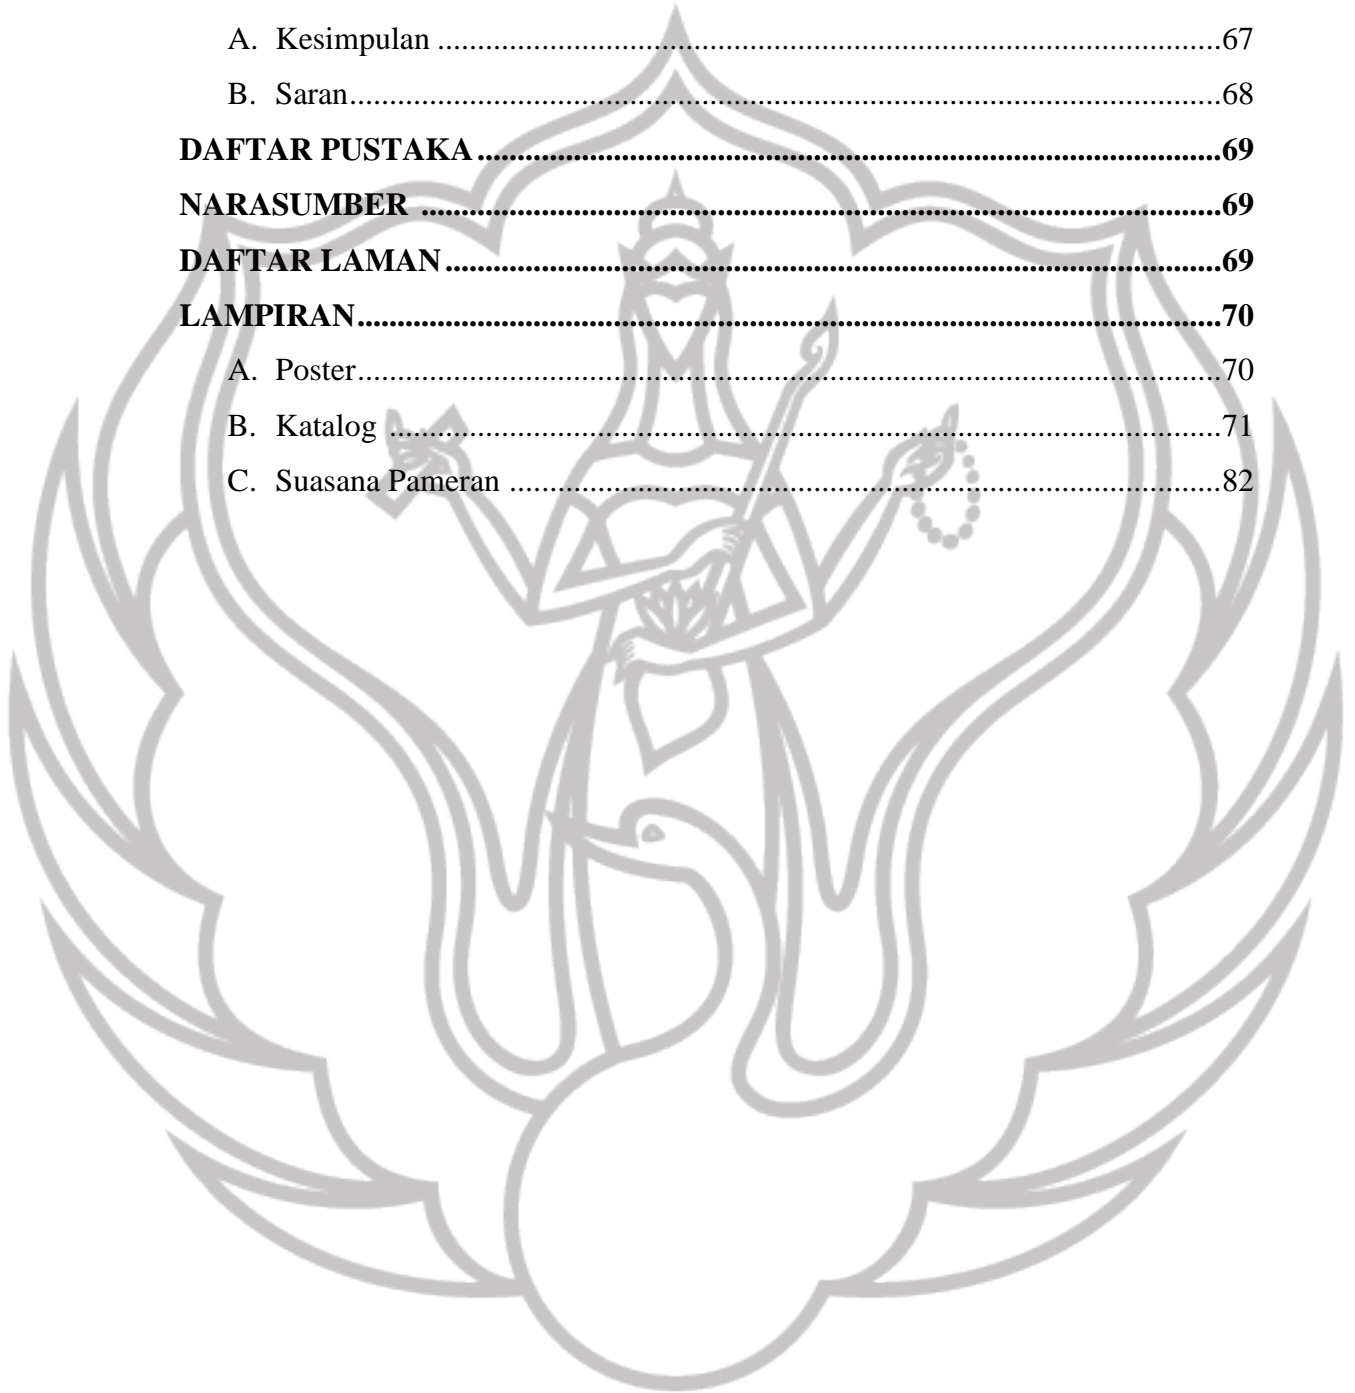 A. Kesimpulan ....................................................................................................67
B. Saran...............................................................................................................68
DAFTAR PUSTAKA ..............................................................................................69
NARASUMBER .....................................................................................................69
DAFTAR LAMAN..................................................................................................69
LAMPIRAN.............................................................................................................70
A. Poster..............................................................................................................70
B. Katalog ..........................................................................................................71
C. Suasana Pameran ...........................................................................................82